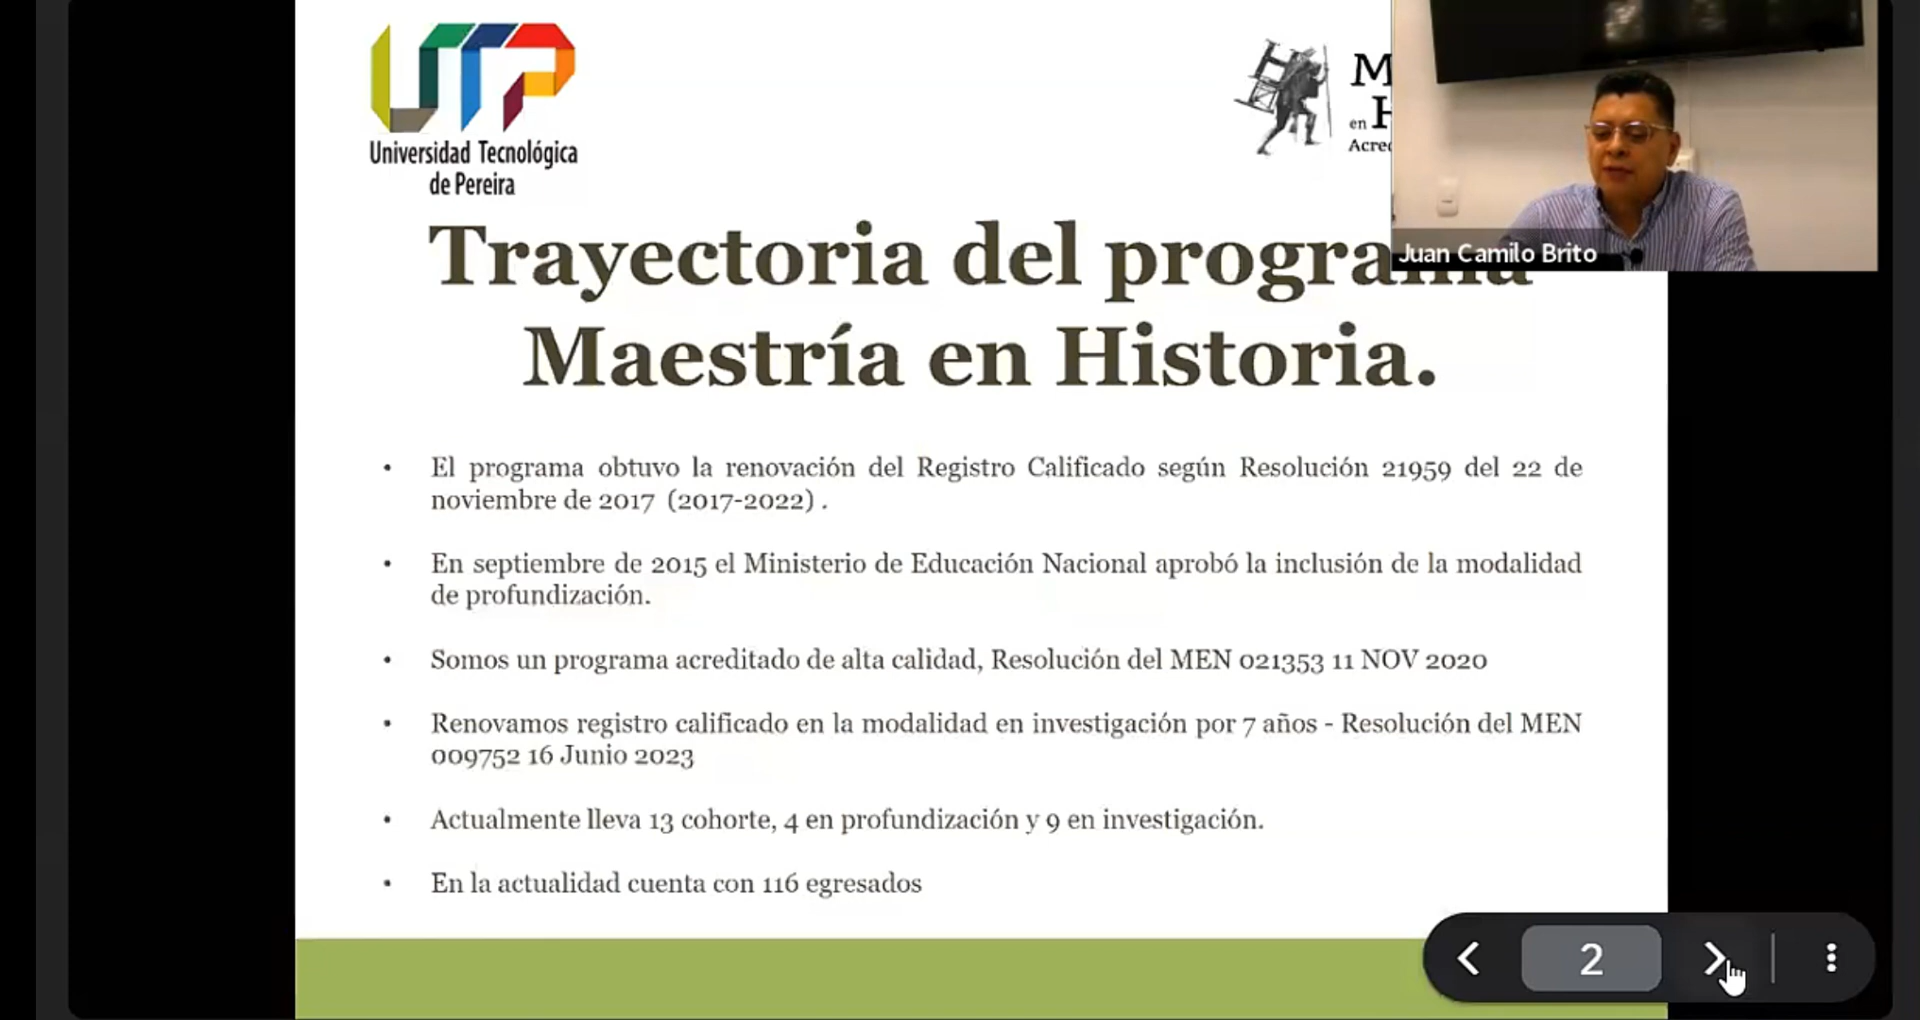 Universidad Tecnológica
de Pereira
M
en H
Acrec
Juan Camilo Brito
Trayectoria del programa
Maestría en Historia.
• El programa obtuvo la renovación del Registro Calificado según Resolución 21959 del 22 de
noviembre de 2017 (2017-2022) .
• En septiembre de 2015 el Ministerio de Educación Nacional aprobó la inclusión de la modalidad
de profundización.
• Somos un programa acreditado de alta calidad, Resolución del MEN 021353 11 NOV 2020
• Renovamos registro calificado en la modalidad en investigación por 7 años - Resolución del MEN
009752 16 Junio 2023
• Actualmente lleva 13 cohorte, 4 en profundización y 9 en investigación.
• En la actualidad cuenta con 116 egresados
2